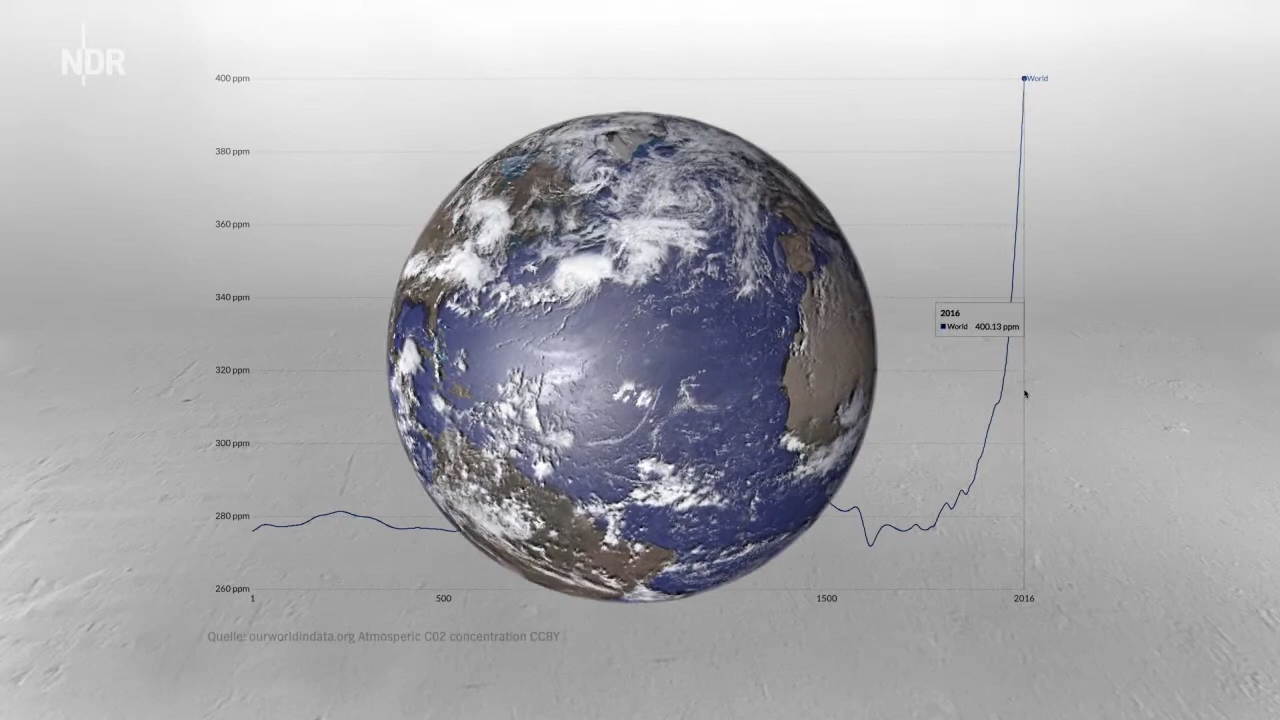 NDR
400 ppm
World
380 ppm
360 ppm
340 ppm
2016
World 400.13 ppm
320 ppm
300 ppm
280 ppm
260 ppm
1 500 1500 2016
Quelle: ourworldindata.org Atmosperic CO2 concentration CCBY